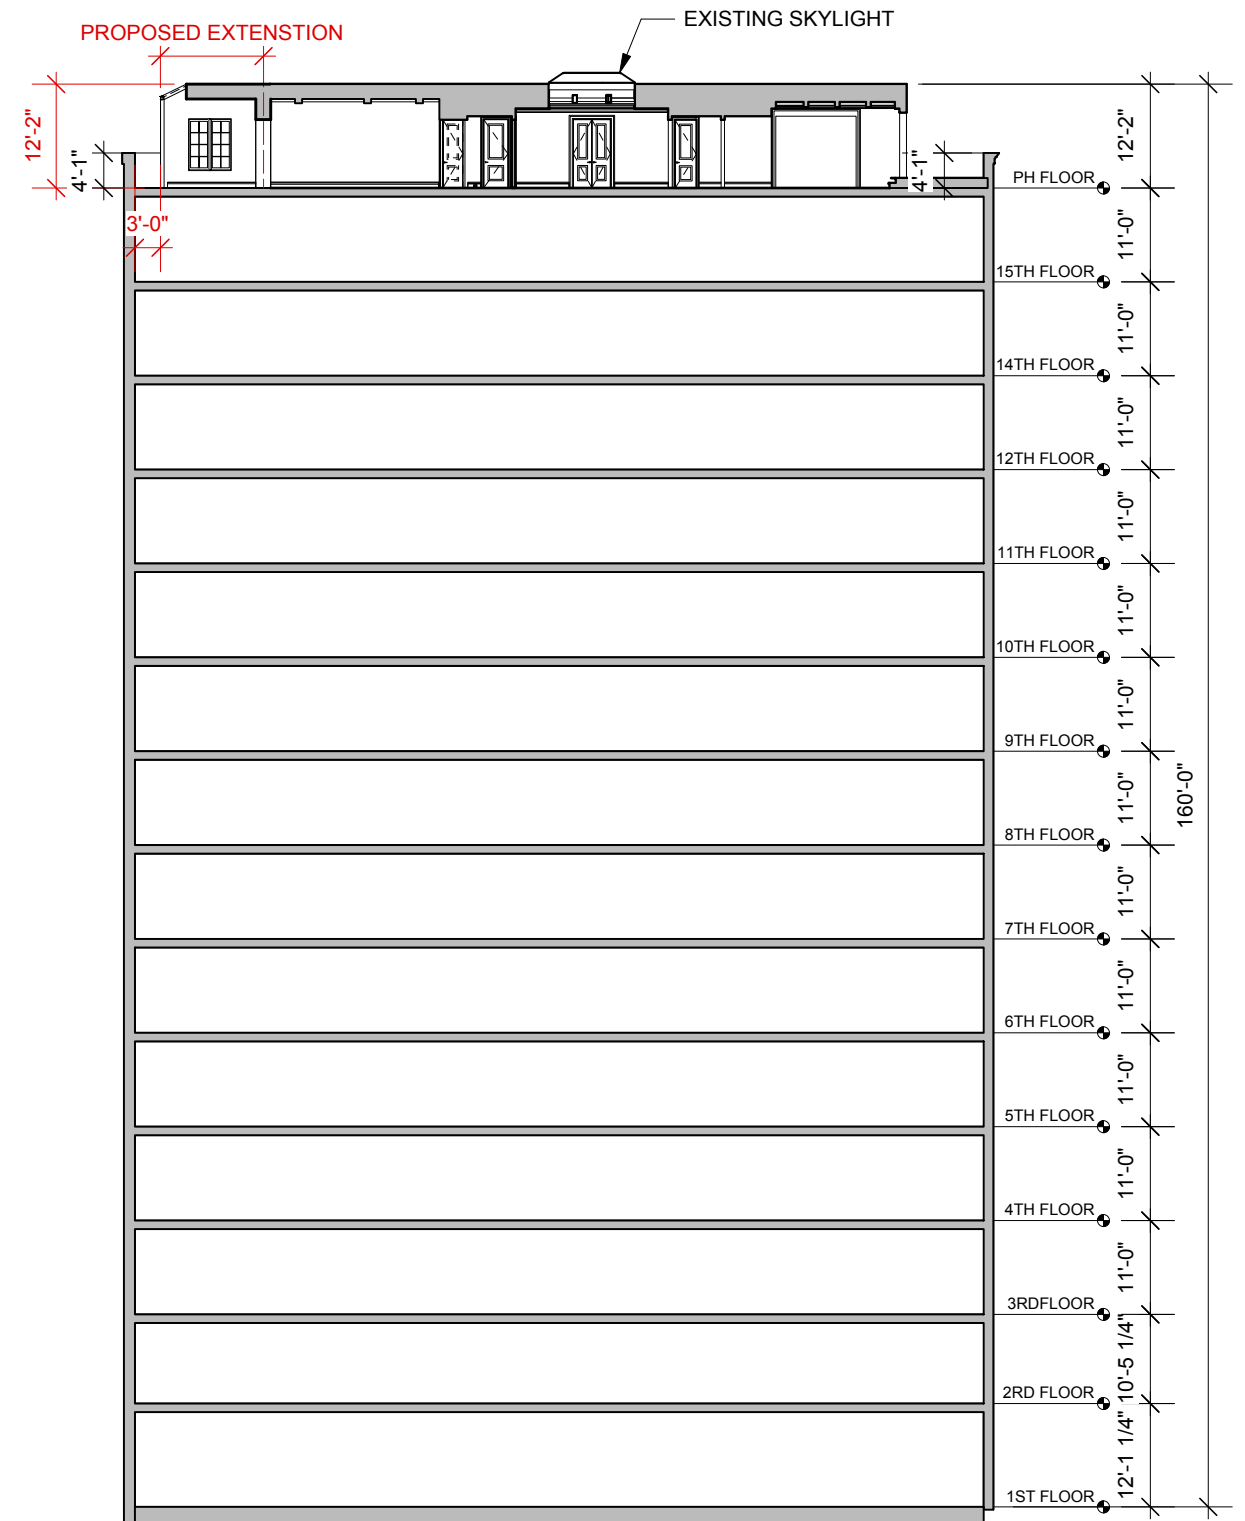 EXISTING SKYLIGHT
PROPOSED EXTENSTION
12'-2"
4'-1"
3'-0"
4'-1"
12'-2"
PH FLOOR
11'-0"
15TH FLOOR
11'-0"
14TH FLOOR
11'-0"
12TH FLOOR
11'-0"
11TH FLOOR
11'-0"
10TH FLOOR
11'-0"
9TH FLOOR
160'-0"
11'-0"
8TH FLOOR
11'-0"
7TH FLOOR
11'-0"
6TH FLOOR
11'-0"
5TH FLOOR
11'-0"
4TH FLOOR
11'-0"
3RDFLOOR
10'-5 1/4"
2RD FLOOR
12'-1 1/4"
1ST FLOOR